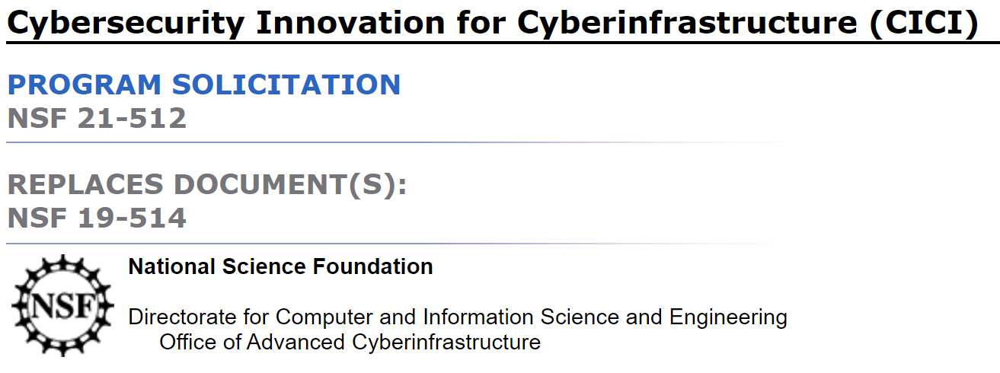 Cybersecurity Innovation for Cyberinfrastructure (CICI)
PROGRAM SOLICITATION
NSF 21-512
REPLACES DOCUMENT(S):
NSF 19-514
National Science Foundation
NSF
Directorate for Computer and Information Science and Engineering
Office of Advanced Cyberinfrastructure